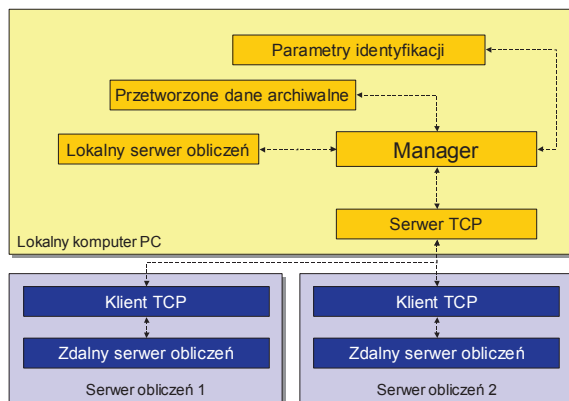 Parametry identyfikacji
Przetworzone dane archiwalne
Lokalny serwer obliczeń
Manager
Serwer TCP
Lokalny komputer PC
Klient TCP
Zdalny serwer obliczeń
Serwer obliczeń 1
Klient TCP
Zdalny serwer obliczeń
Serwer obliczeń 2